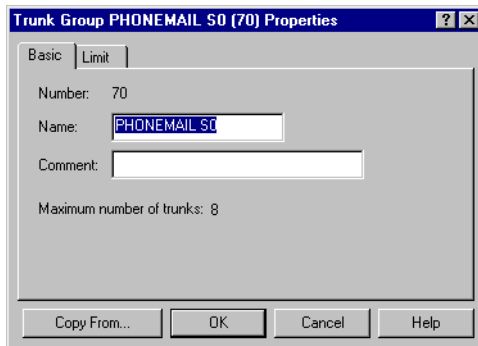 Trunk Group PHONEMAIL S0 (70) Properties
Basic Limit
Number: 70
Name: PHONEMAIL S0
Comment:
Maximum number of trunks: 8
Copy From... OK Cancel Help